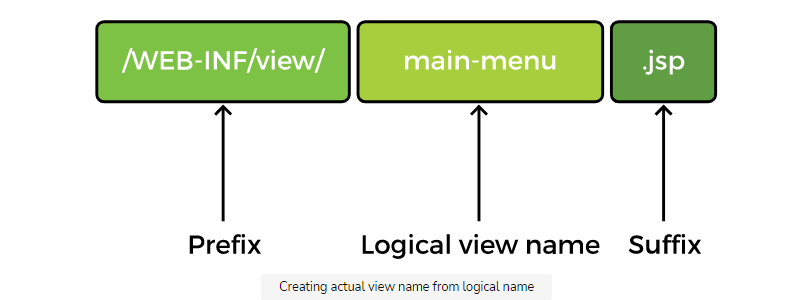 /WEB-INF/view/ main-menu .jsp
Prefix Logical view name Suffix
Creating actual view name from logical name